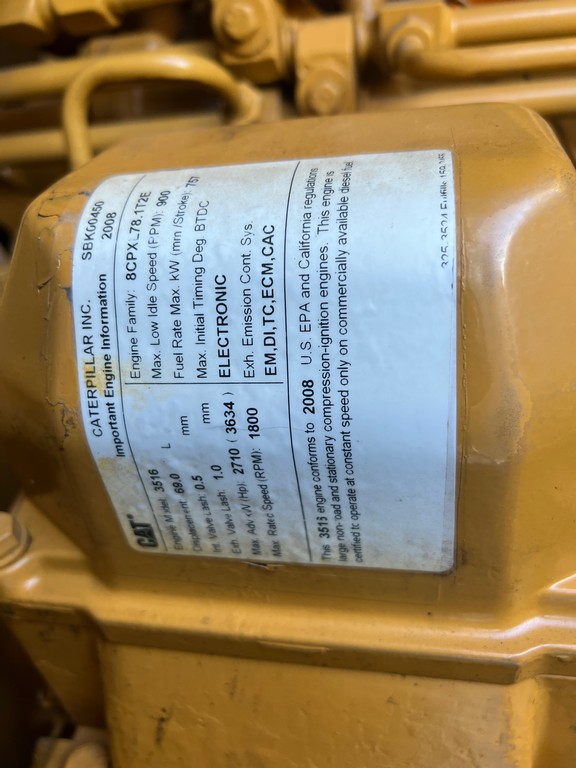 CATERPILLAR INC. SBK00450
Important Engine Information 2008
CAT®
Engine Model: 3516
Displacement: 69.0 L
Int Valve Lash: 0.5 mm
Exh Valve Lash: 1.0 mm
Max. Adv. kW (Hp): 2710 ( 3634 )
Max. Rated Speed (RPM): 1800
Engine Family: 8CPXL78.1T2E
Max. Low Idle Speed (RPM): 900
Fuel Rate Max. kW (mm /Stroke): 757
Max. Initial Timing Deg. BTDC
ELECTRONIC
Exh. Emission Cont. Sys.
EM,DI,TC,ECM,CAC
This 3516 engine conforms to 2008 U.S. EPA and California regulations
large non-road and stationary compression-ignition engines. This engine is
certified to operate at constant speed only on commercially available diesel fuel
325-3524